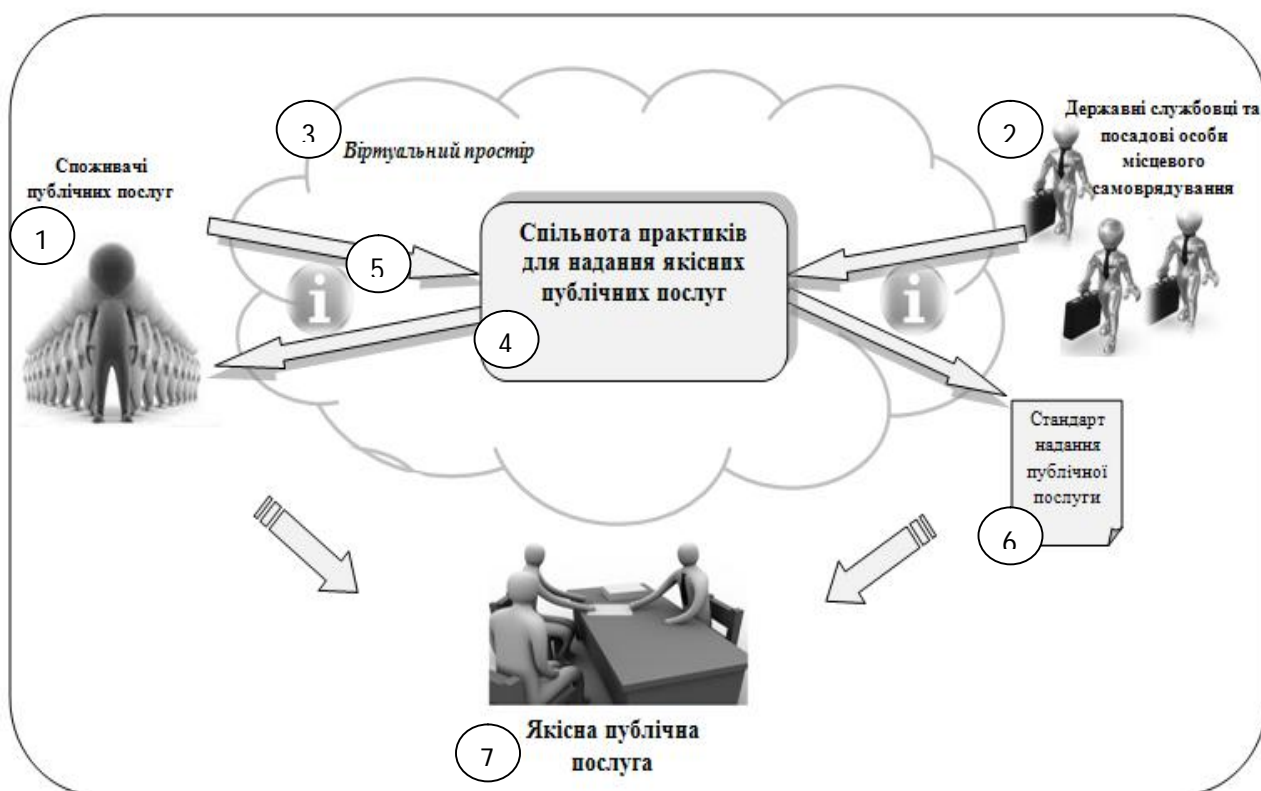 3
Віртуальний простір
2
Державні службовці та
посадові особи
місцевого
самоврядування
Споживачі
публічних послуг
1
5
Спільнота практиків
для надання якісних
публічних послуг
4
i
i
Стандарт
надання
публічної
послуги
6
7
Якісна публічна
послуга